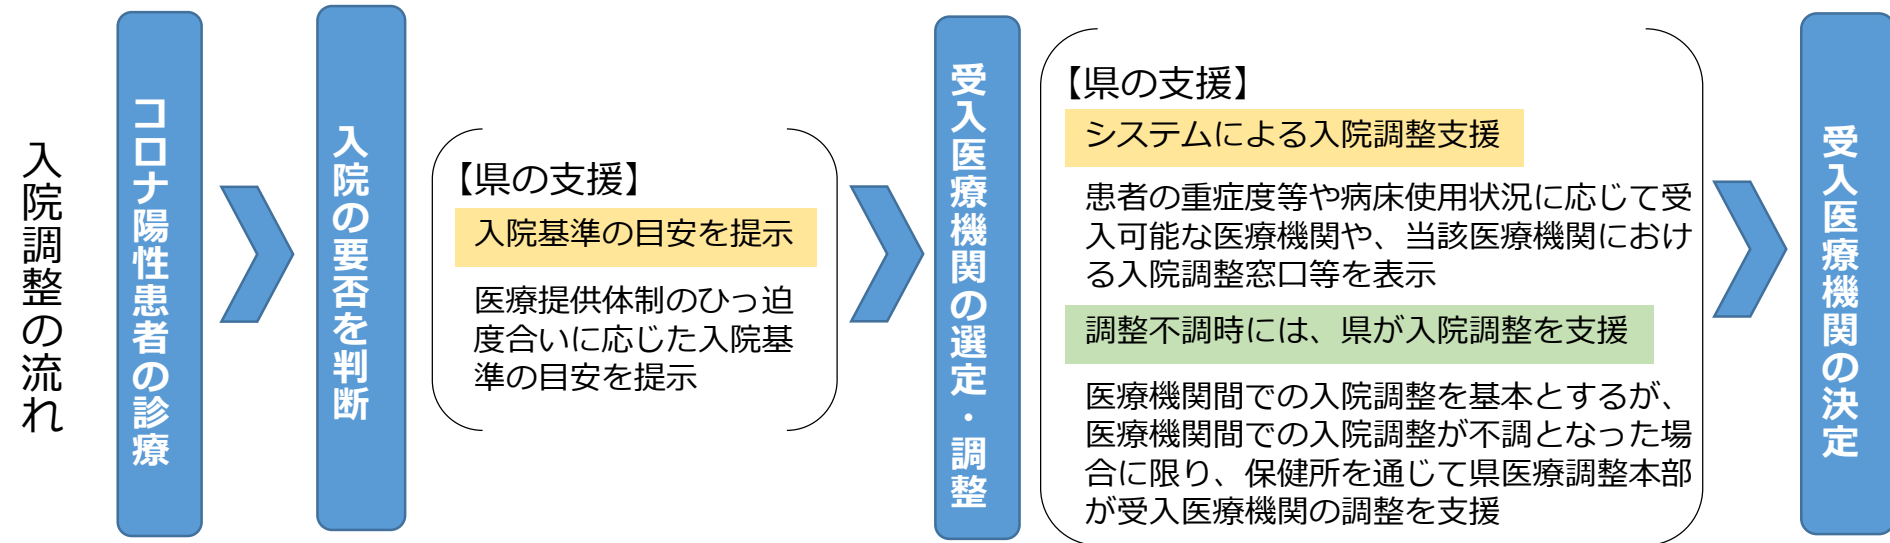 入院調整の流れ
コロナ陽性患者の診療
入院の要否を判断
【県の支援】
入院基準の目安を提示
医療提供体制のひっ迫
度合いに応じた入院基
準の目安を提示
受入医療機関の選定・調整
【県の支援】
システムによる入院調整支援
患者の重症度等や病床使用状況に応じて受
入可能な医療機関や、当該医療機関におけ
る入院調整窓口等を表示
調整不調時には、県が入院調整を支援
医療機関間での入院調整を基本とするが、
医療機関間での入院調整が不調となった場
合に限り、保健所を通じて県医療調整本部
が受入医療機関の調整を支援
受入医療機関の決定